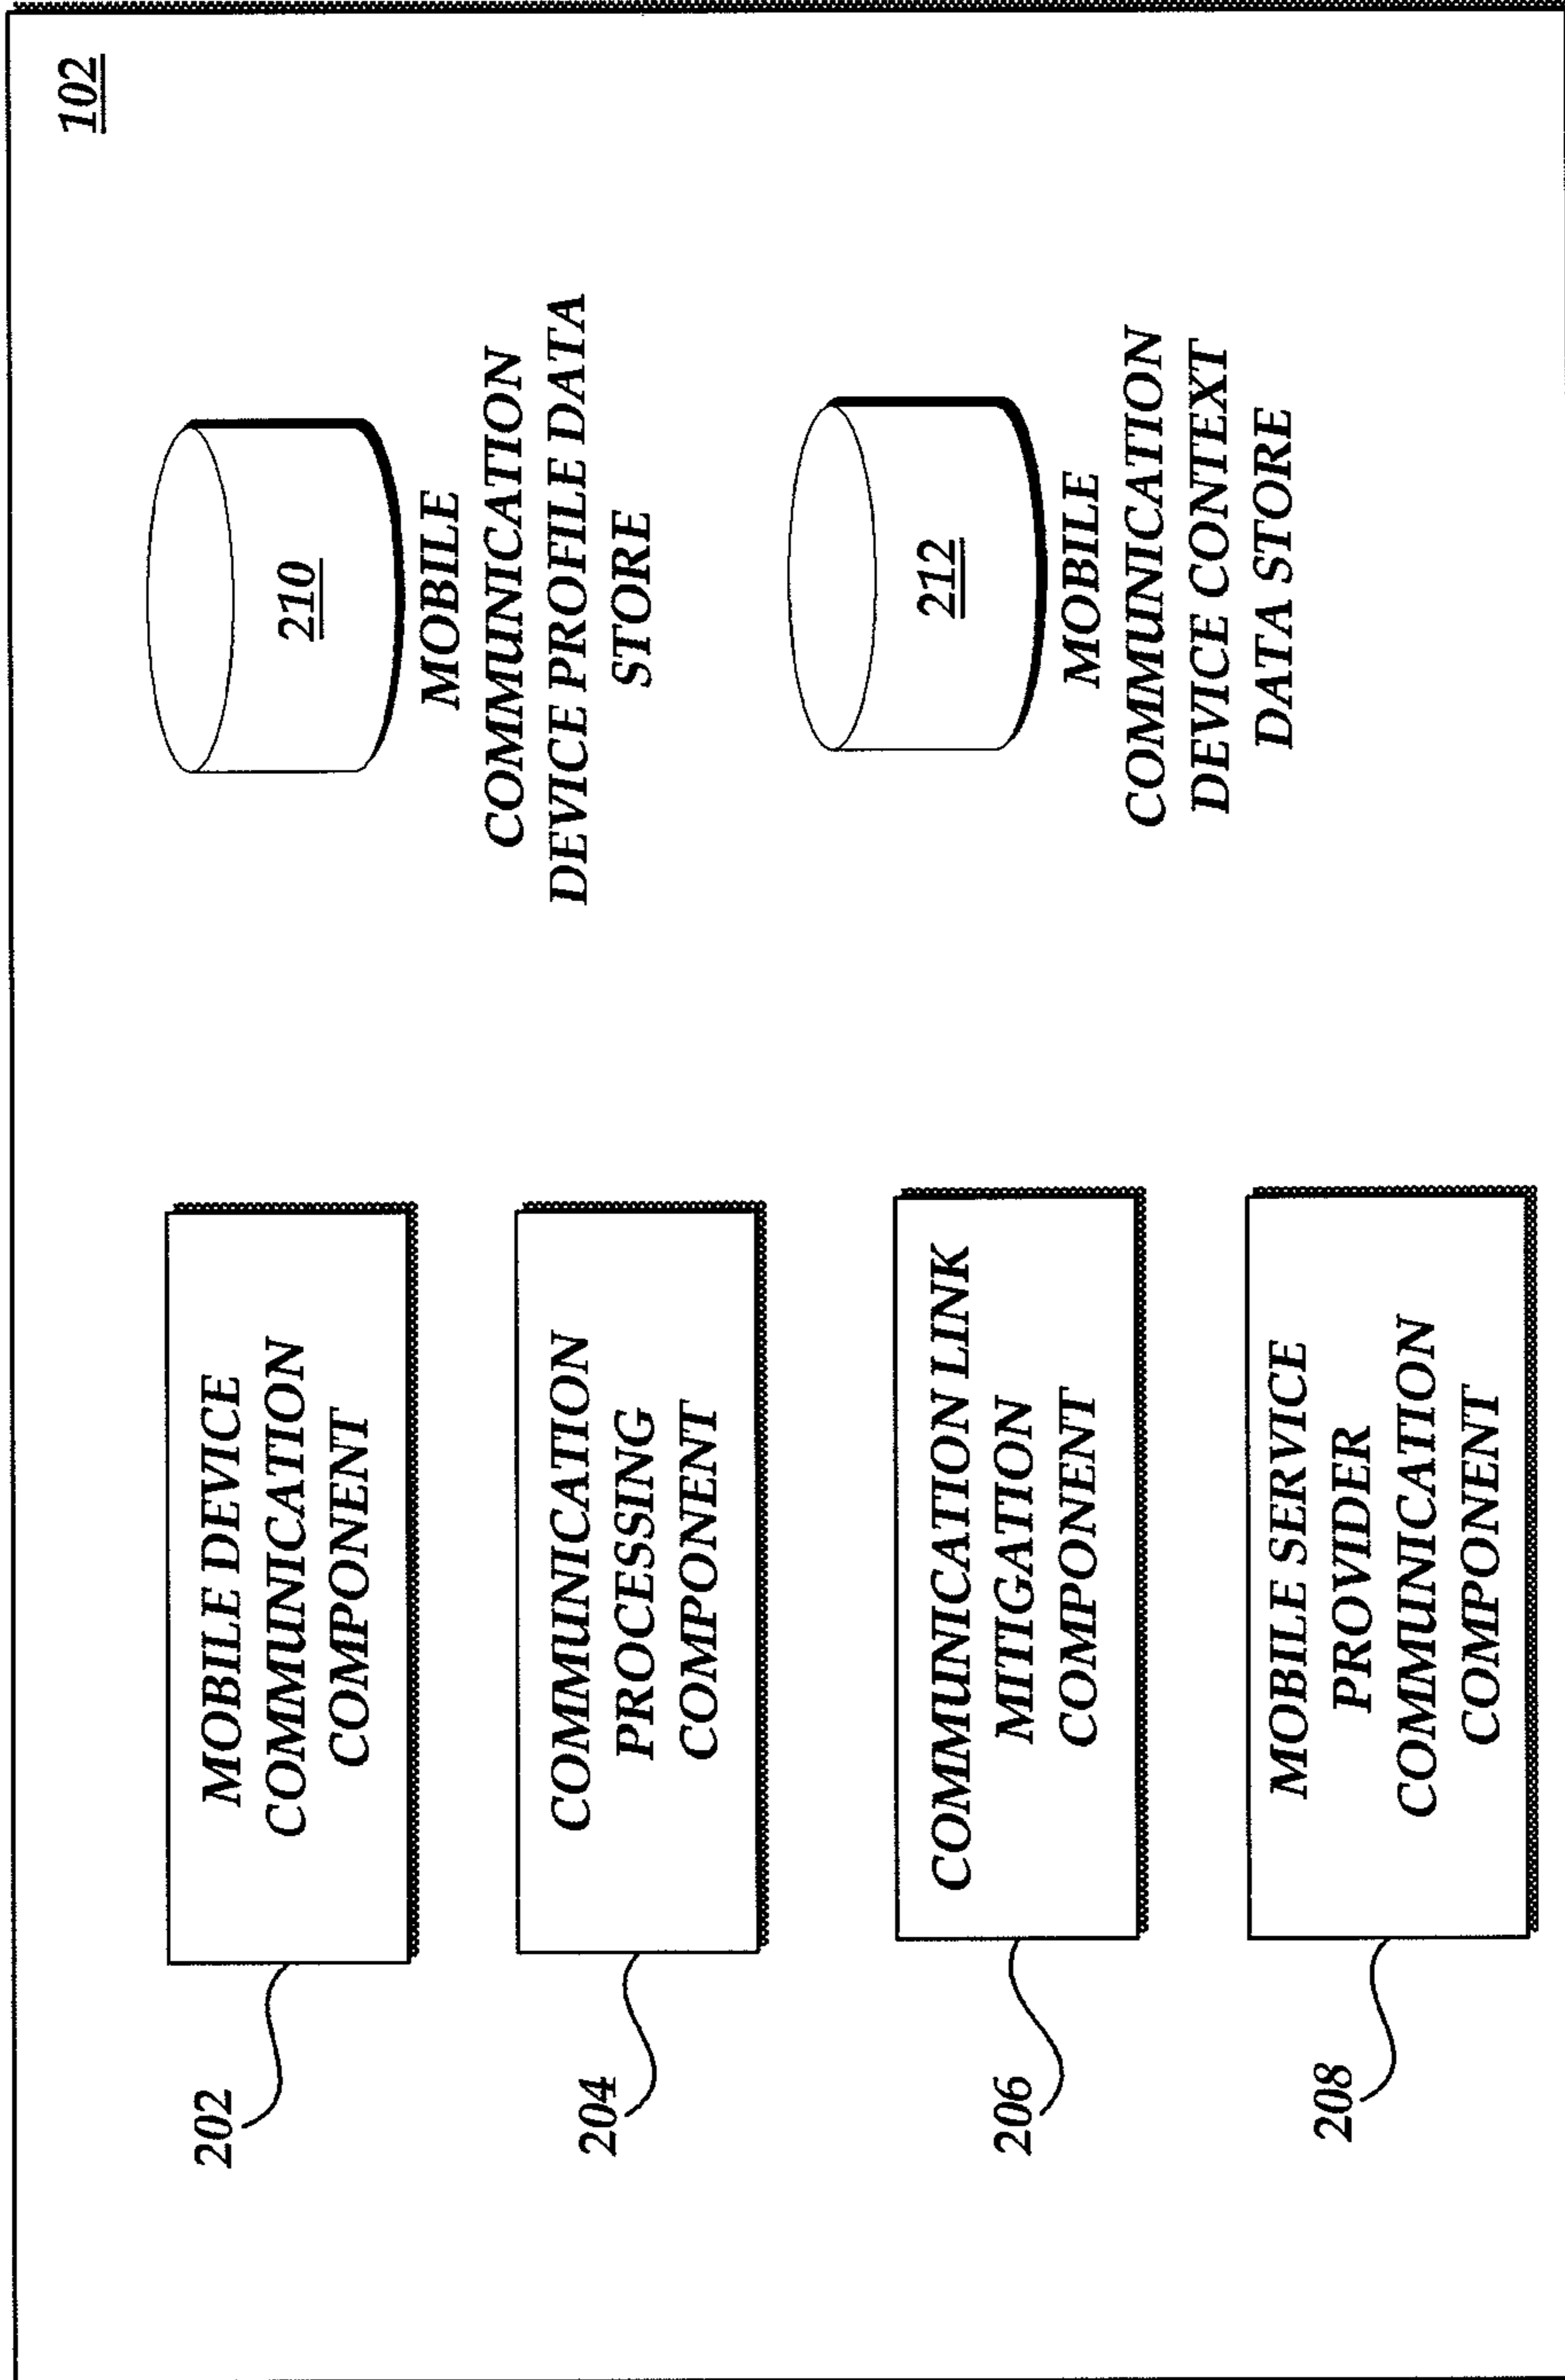 102
202
MOBILE DEVICE
COMMUNICATION
COMPONENT
204
COMMUNICATION
PROCESSING
COMPONENT
206
COMMUNICATION LINK
MITIGATION
COMPONENT
208
MOBILE SERVICE
PROVIDER
COMMUNICATION
COMPONENT
210
MOBILE
COMMUNICATION
DEVICE PROFILE DATA
STORE
212
MOBILE
COMMUNICATION
DEVICE CONTEXT
DATA STORE